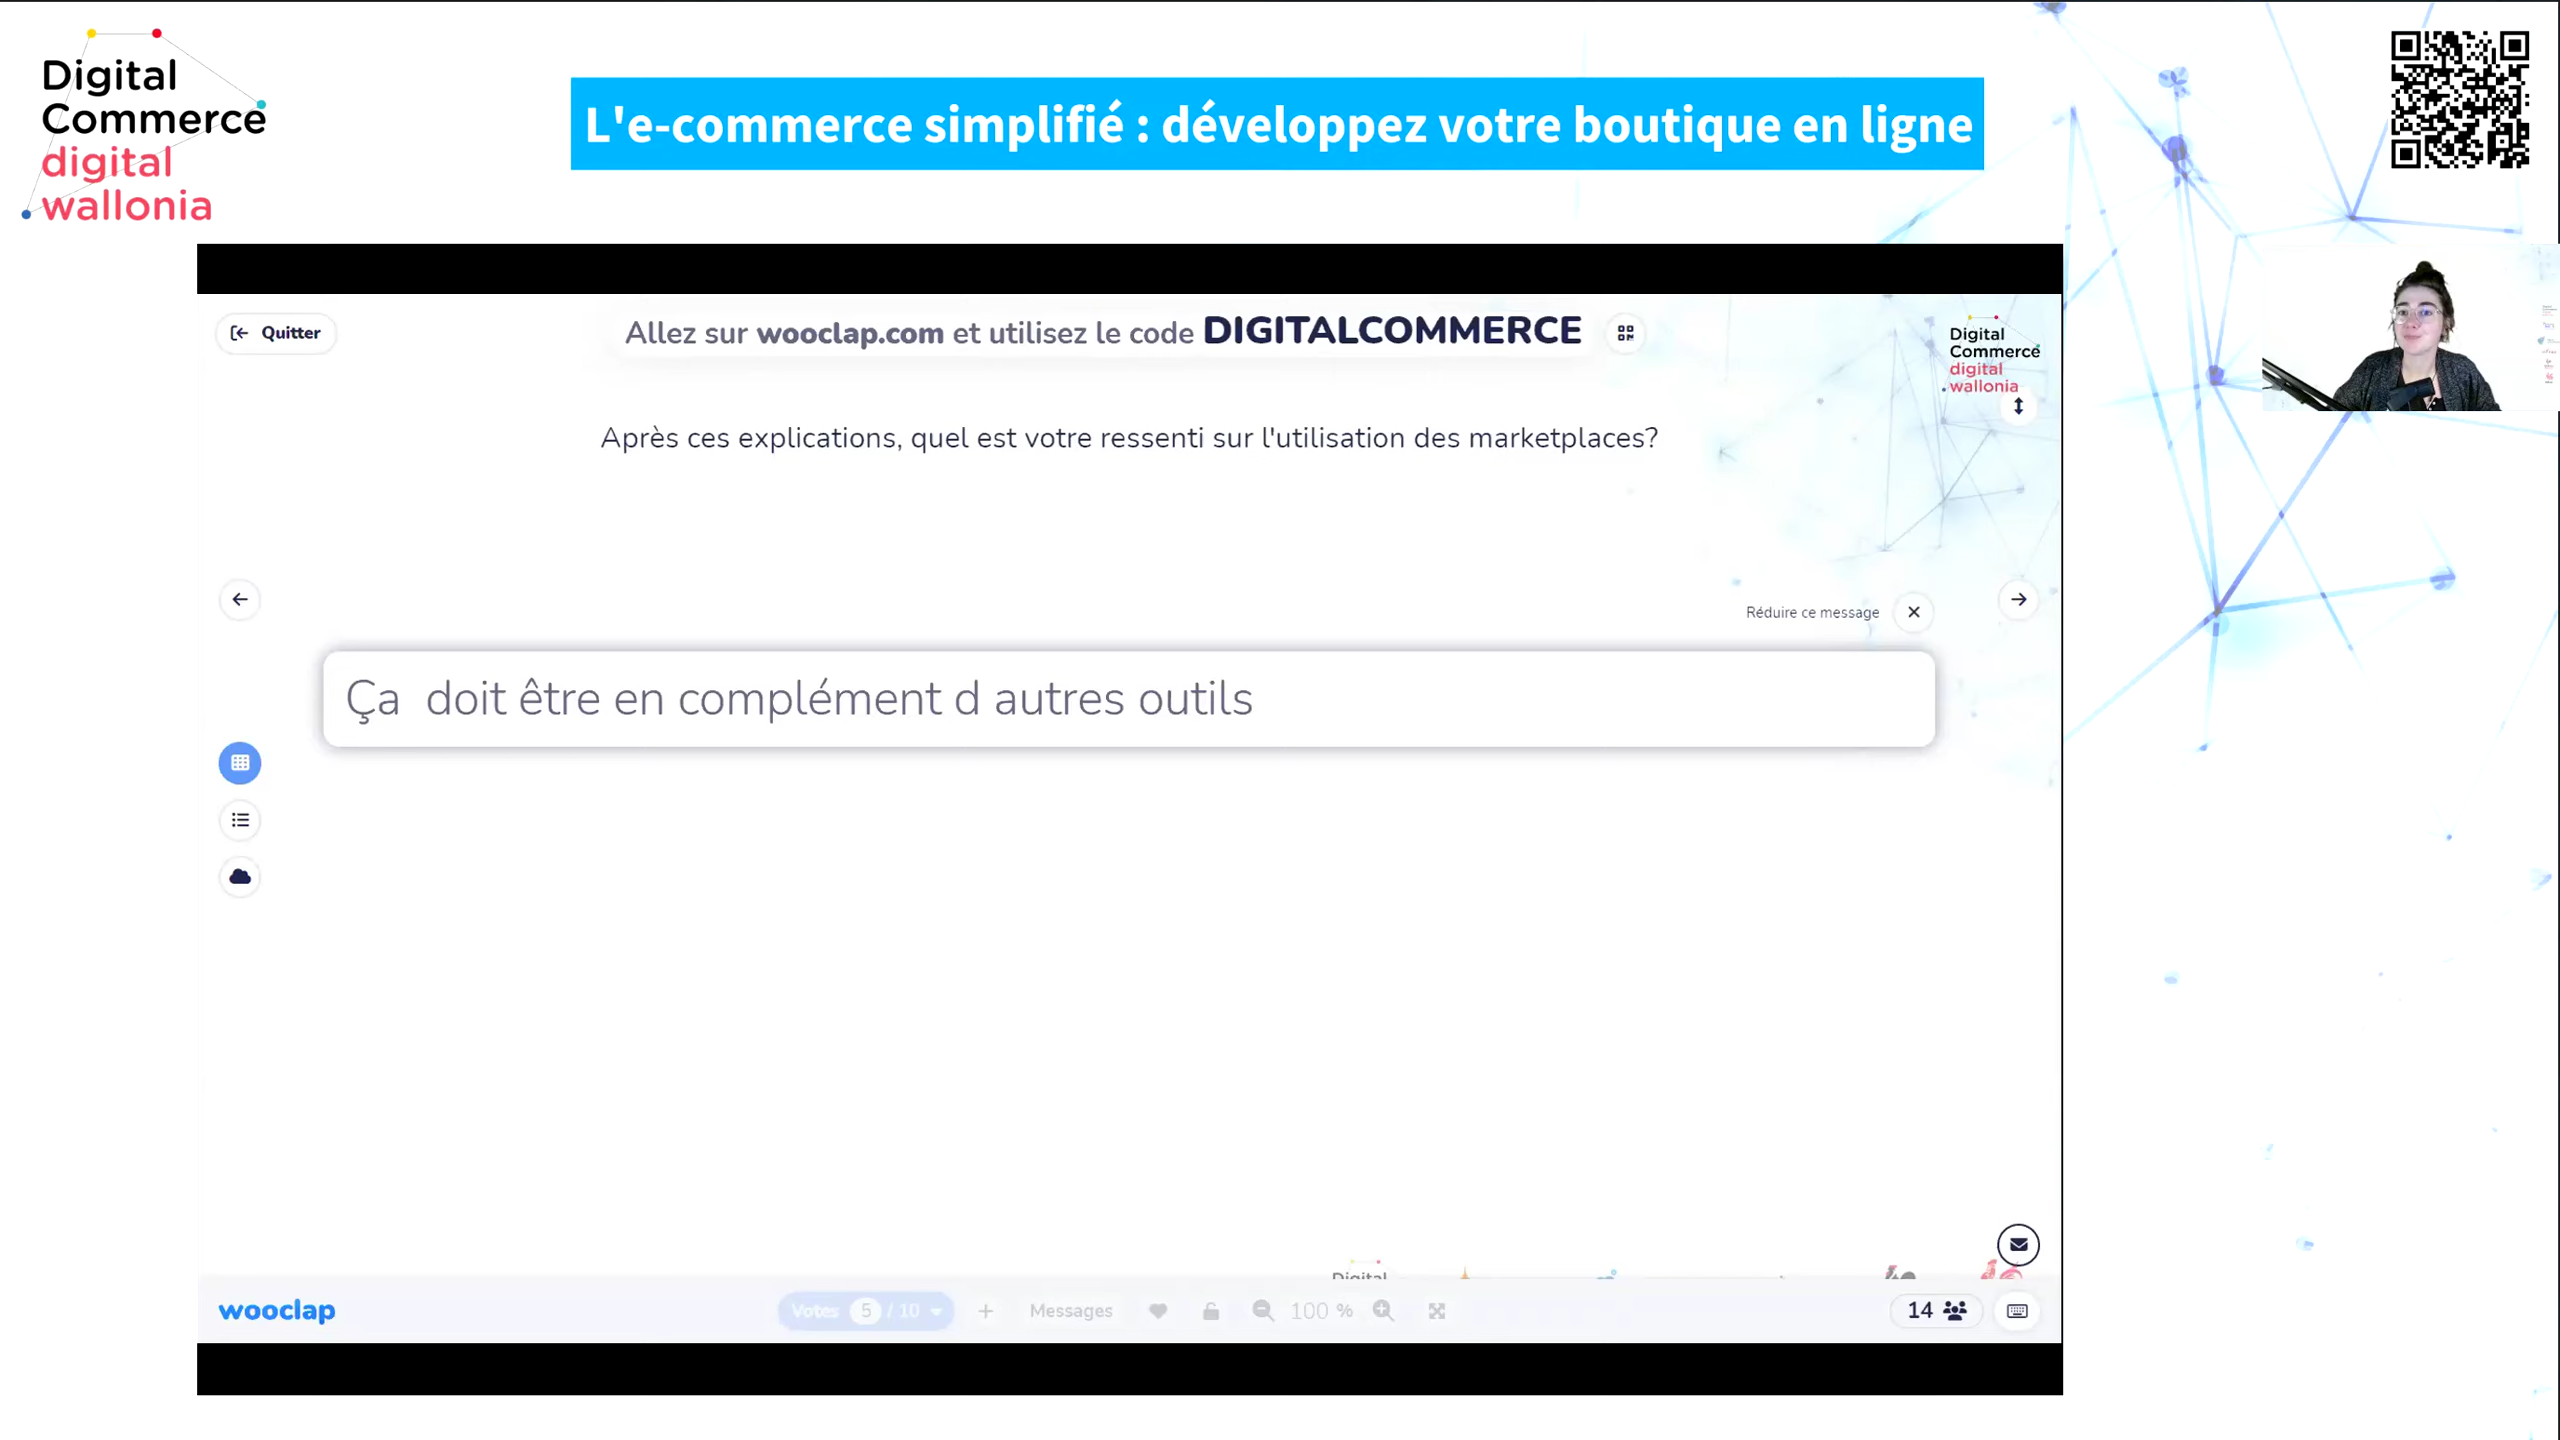 Digital
Commerce
digital
wallonia
L'e-commerce simplifié : développez votre boutique en ligne
Quitter
Allez sur wooclap.com et utilisez le code DIGITALCOMMERCE
Digital
Commerce
digital
wallonia
Après ces explications, quel est votre ressenti sur l'utilisation des marketplaces?
Réduire ce message
Ça  doit être en complément d autres outils
Digital
wooclap
Votes 5 / 10
Messages
100 %
14